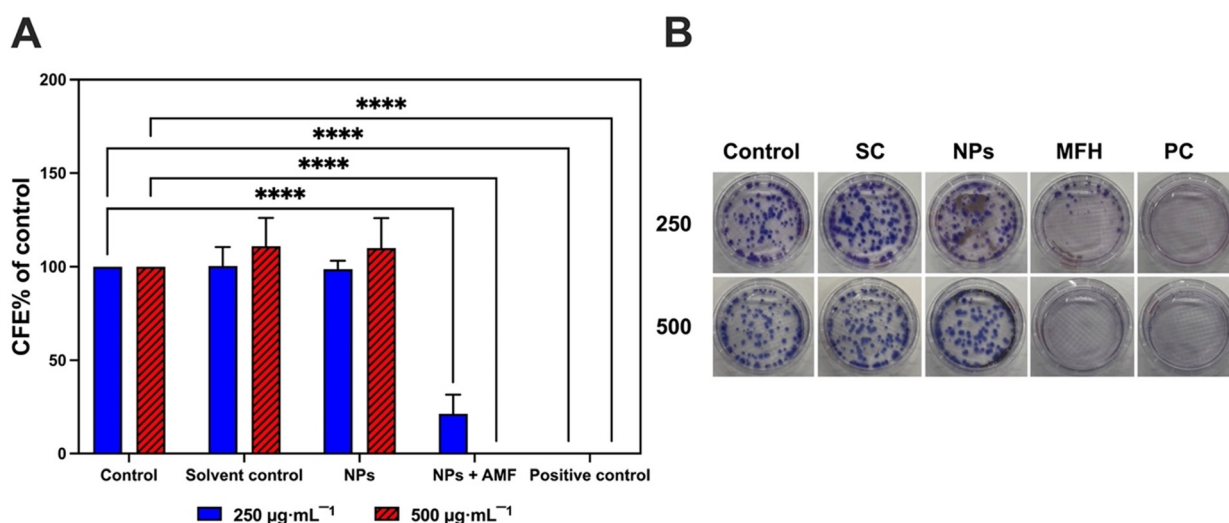 A
B
CFE% of control
200
150
100
50
0
****
****
****
****
Control
Solvent control
NPs
NPs + AMF
Positive control
250 µg·mL⁻¹
500 µg·mL⁻¹
Control
SC
NPs
MFH
PC
250
500